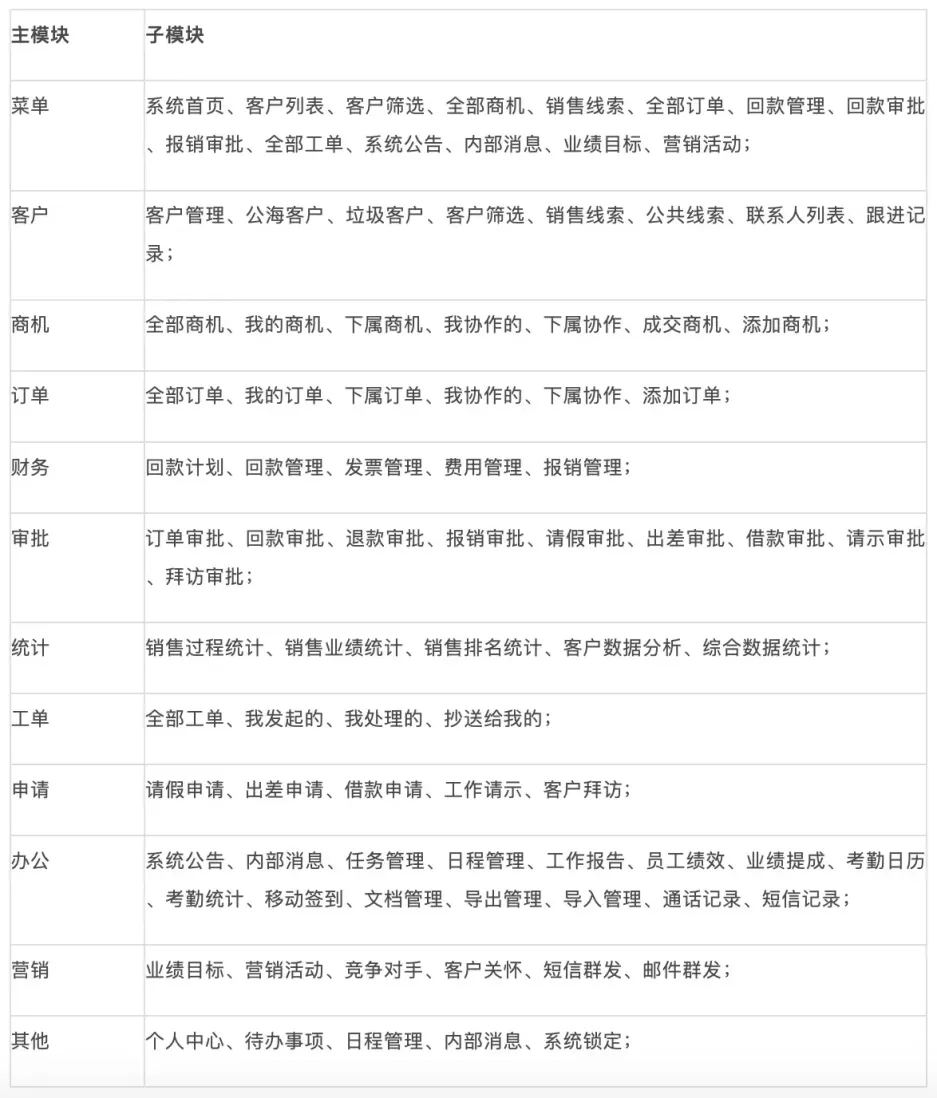 主模块 子模块
菜单 系统首页、客户列表、客户筛选、全部商机、销售线索、全部订单、回款管理、回款审批
、报销审批、全部工单、系统公告、内部消息、业绩目标、营销活动；
客户 客户管理、公海客户、垃圾客户、客户筛选、销售线索、公共线索、联系人列表、跟进记
录；
商机 全部商机、我的商机、下属商机、我协作的、下属协作、成交商机、添加商机；
订单 全部订单、我的订单、下属订单、我协作的、下属协作、添加订单；
财务 回款计划、回款管理、发票管理、费用管理、报销管理；
审批 订单审批、回款审批、退款审批、报销审批、请假审批、出差审批、借款审批、请示审批
、拜访审批；
统计 销售过程统计、销售业绩统计、销售排名统计、客户数据分析、综合数据统计；
工单 全部工单、我发起的、我处理的、抄送给我的；
申请 请假申请、出差申请、借款申请、工作请示、客户拜访；
办公 系统公告、内部消息、任务管理、日程管理、工作报告、员工绩效、业绩提成、考勤日历
、考勤统计、移动签到、文档管理、导出管理、导入管理、通话记录、短信记录；
营销 业绩目标、营销活动、竞争对手、客户关怀、短信群发、邮件群发；
其他 个人中心、待办事项、日程管理、内部消息、系统锁定；